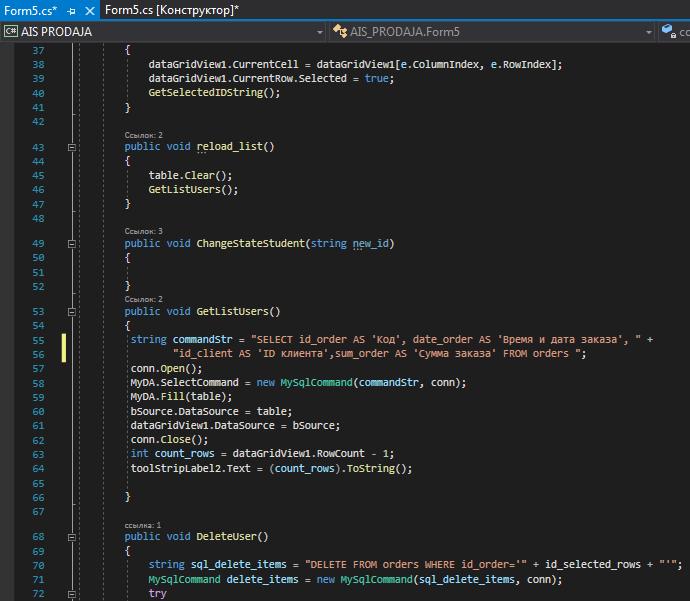 Form5.cs* Form5.cs [Конструктор]*
C# AIS PRODAJA AIS_PRODAJA.Form5
37 {
38 dataGridView1.CurrentCell = dataGridView1[e.ColumnIndex, e.RowIndex];
39 dataGridView1.CurrentRow.Selected = true;
40 GetSelectedIDString();
41 }
42
Ссылок: 2
43 public void reload_list()
44 {
45 table.Clear();
46 GetListUsers();
47 }
48
Ссылок: 3
49 public void ChangeStateStudent(string new_id)
50 {
51
52 }
Ссылок: 2
53 public void GetListUsers()
54 {
55 string commandStr = "SELECT id_order AS 'Код', date_order AS 'Время и дата заказа', " +
56 "id_client AS 'ID клиента',sum_order AS 'Сумма заказа' FROM orders ";
57 conn.Open();
58 MyDA.SelectCommand = new MySqlCommand(commandStr, conn);
59 MyDA.Fill(table);
60 bSource.DataSource = table;
61 dataGridView1.DataSource = bSource;
62 conn.Close();
63 int count_rows = dataGridView1.RowCount - 1;
64 toolStripLabel2.Text = (count_rows).ToString();
65
66 }
67
ссылка: 1
68 public void DeleteUser()
69 {
70 string sql_delete_items = "DELETE FROM orders WHERE id_order='" + id_selected_rows + "'";
71 MySqlCommand delete_items = new MySqlCommand(sql_delete_items, conn);
72 try